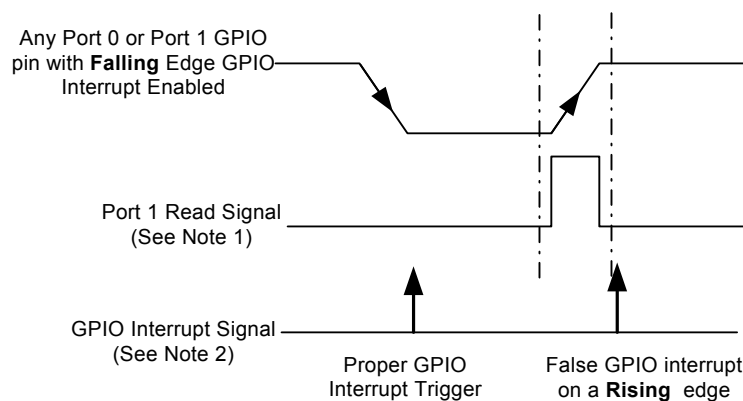 Any Port 0 or Port 1 GPIO
pin with Falling Edge GPIO
Interrupt Enabled
Port 1 Read Signal
(See Note 1)
GPIO Interrupt Signal
(See Note 2)
Proper GPIO
Interrupt Trigger
False GPIO interrupt
on a Rising edge